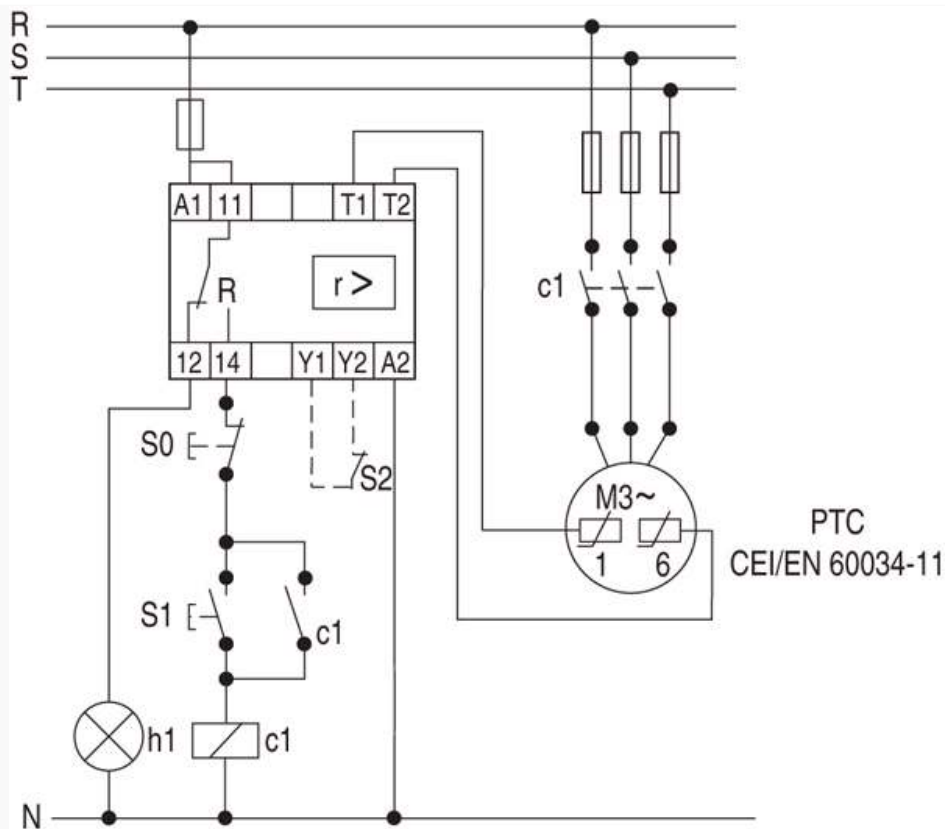 R
S
T
A1 11 T1 T2
R
r >
c1
12 14 Y1 Y2 A2
S0
S2
M3~
1 6
PTC
CEI/EN 60034-11
S1
c1
h1
c1
N